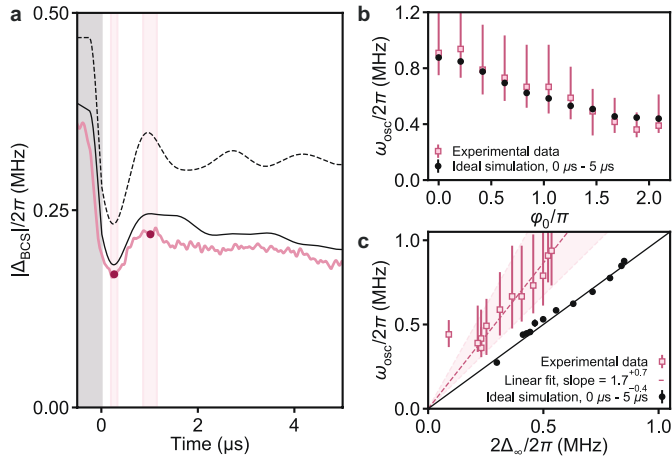 a
0.50
0.25
0.00
|Δ_BCS|/2π (MHz)
0
2
4
Time (μs)
b
1.2
0.8
0.4
0.0
ω_osc/2π (MHz)
Experimental data
Ideal simulation, 0 μs - 5 μs
0.0
0.5
1.0
1.5
2.0
φ_0/π
c
1.0
0.5
0.0
ω_osc/2π (MHz)
Experimental data
Linear fit, slope = 1.7^{+0.7}_{−0.4}
Ideal simulation, 0 μs - 5 μs
0.0
0.5
1.0
2Δ_∞/2π (MHz)